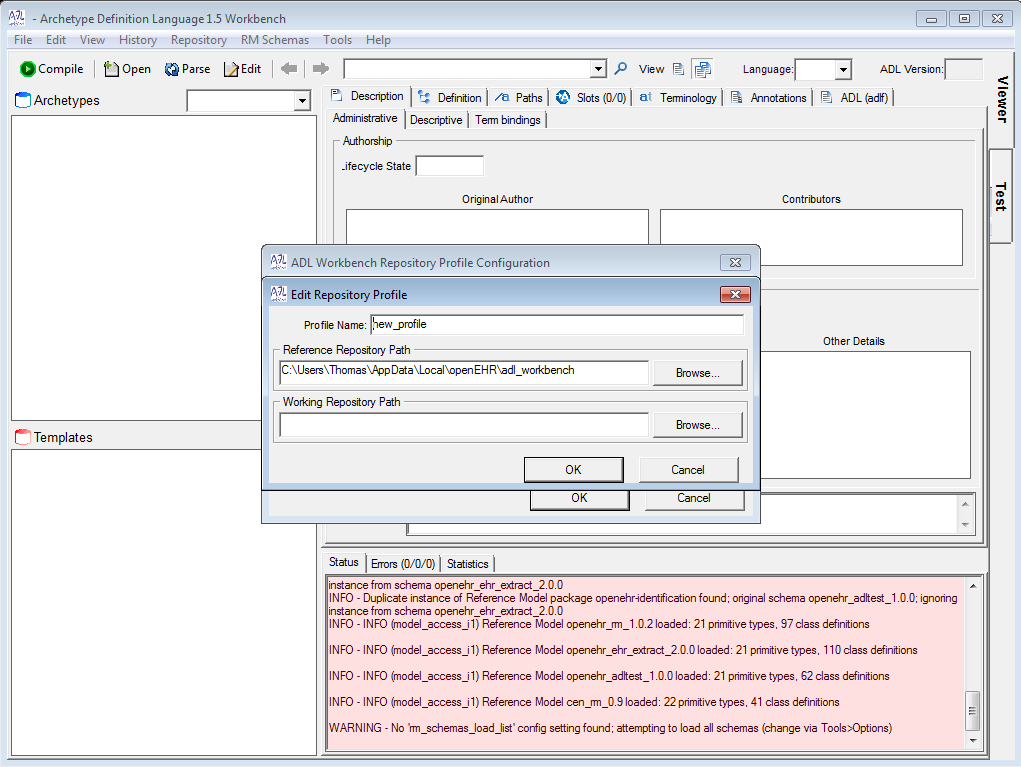 - Archetype Definition Language 1.5 Workbench
File Edit View History Repository RM Schemas Tools Help
Compile Open Parse Edit View Language: ADL Version:
Archetypes
Description Definition Paths Slots (0/0) Terminology Annotations ADL (adlf)
Administrative Descriptive Term bindings
Authorship
Lifecycle State
Original Author Contributors
Viewer
Test
ADL Workbench Repository Profile Configuration
Edit Repository Profile
Profile Name: new_profile
Reference Repository Path
C:\Users\Thomas\AppData\Local\openEHR\adl_workbench Browse...
Working Repository Path
Browse...
OK Cancel
OK Cancel
Other Details
Templates
Status Errors (0/0/0) Statistics
instance from schema openehr_ehr_extract_2.0.0
INFO - Duplicate instance of Reference Model package openehr-identification found; original schema openehr_adltest_1.0.0; ignoring
instance from schema openehr_ehr_extract_2.0.0
INFO - INFO (model_access_i1) Reference Model openehr_rm_1.0.2 loaded: 21 primitive types, 97 class definitions
INFO - INFO (model_access_i1) Reference Model openehr_ehr_extract_2.0.0 loaded: 21 primitive types, 110 class definitions
INFO - INFO (model_access_i1) Reference Model openehr_adltest_1.0.0 loaded: 21 primitive types, 62 class definitions
INFO - INFO (model_access_i1) Reference Model cen_rm_0.9 loaded: 22 primitive types, 41 class definitions
WARNING - No 'rm_schemas_load_list' config setting found; attempting to load all schemas (change via Tools>Options)